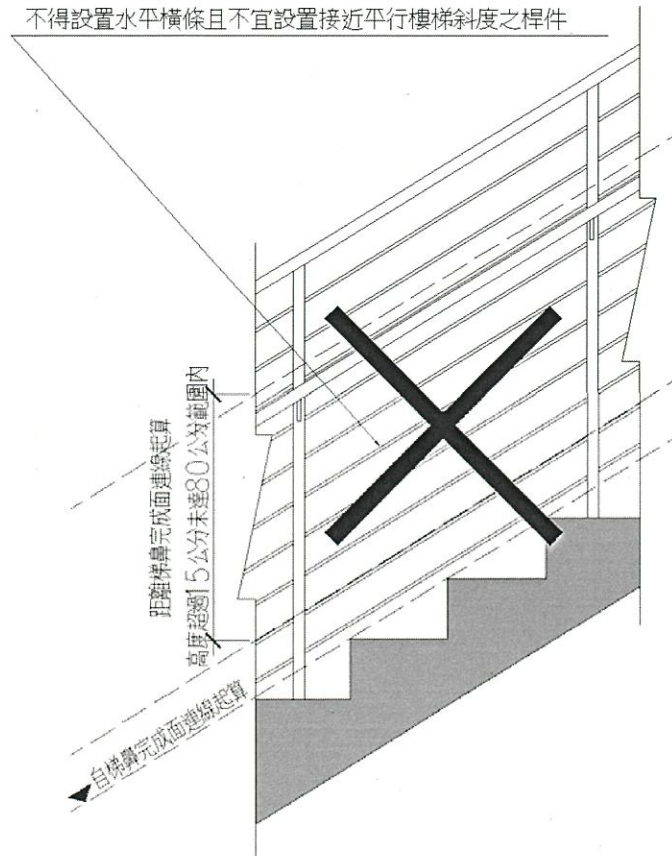 不得設置水平橫條且不宜設置接近平行樓梯斜度之桿件
距離梯鼻完成面連線起算
高度超過15公分未達80公分範圍內
自梯鼻完成面連線起算